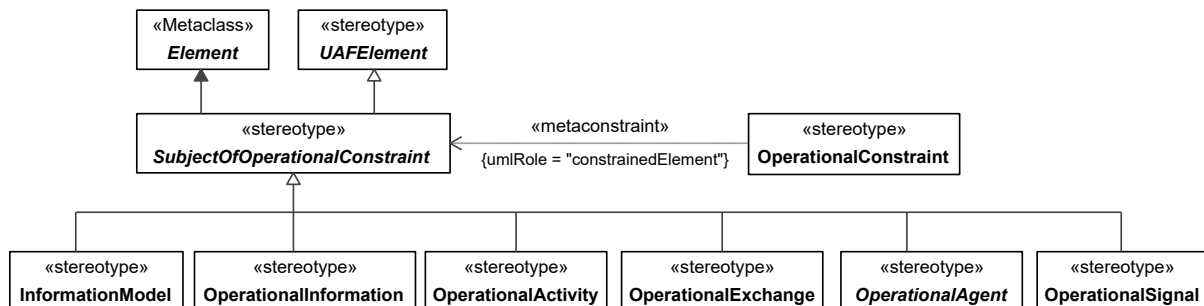 «Metaclass»
Element
«stereotype»
UAFElement
«stereotype»
SubjectOfOperationalConstraint
«metaconstraint»
{umlRole = "constrainedElement"}
«stereotype»
OperationalConstraint
«stereotype»
InformationModel
«stereotype»
OperationalInformation
«stereotype»
OperationalActivity
«stereotype»
OperationalExchange
«stereotype»
OperationalAgent
«stereotype»
OperationalSignal